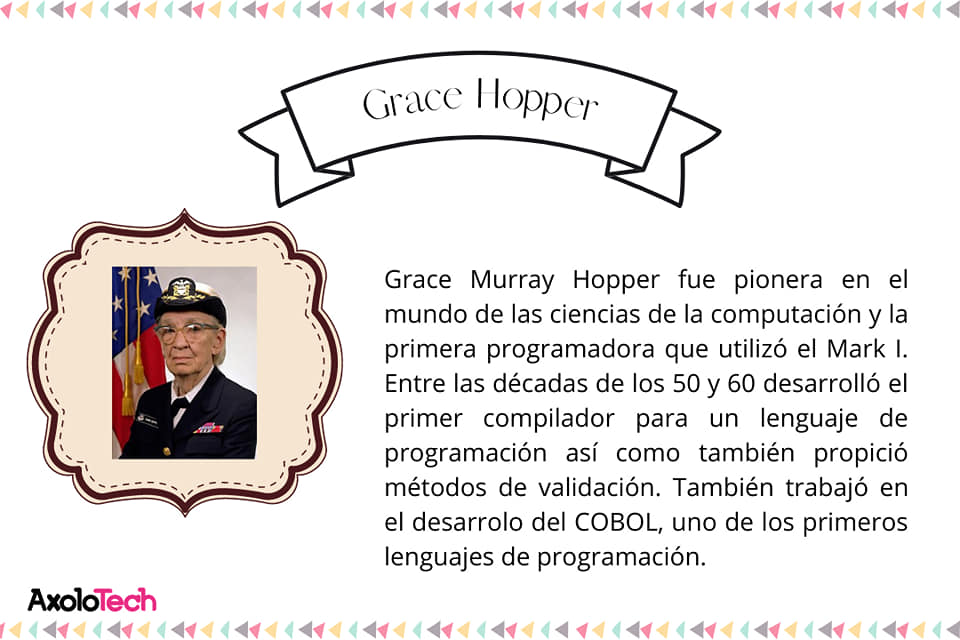 Grace Hopper
Grace Murray Hopper fue pionera en el
mundo de las ciencias de la computación y la
primera programadora que utilizó el Mark I.
Entre las décadas de los 50 y 60 desarrolló el
primer compilador para un lenguaje de
programación así como también propició
métodos de validación. También trabajó en
el desarrolo del COBOL, uno de los primeros
lenguajes de programación.
AxoloTech